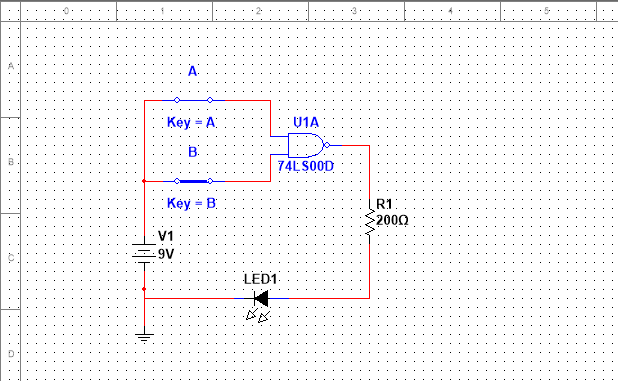 0 1 2 3 4 5
A
A
Key = A
U1A
B
B
74LS00D
Key = B
R1
200Ω
V1
9V
C
LED1
D